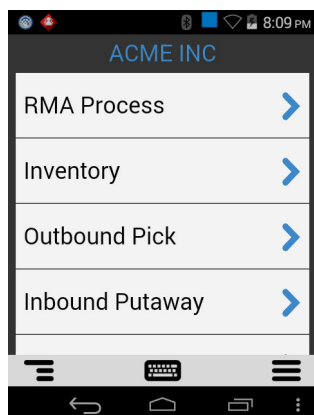 8:09 PM
ACME INC
RMA Process
Inventory
Outbound Pick
Inbound Putaway